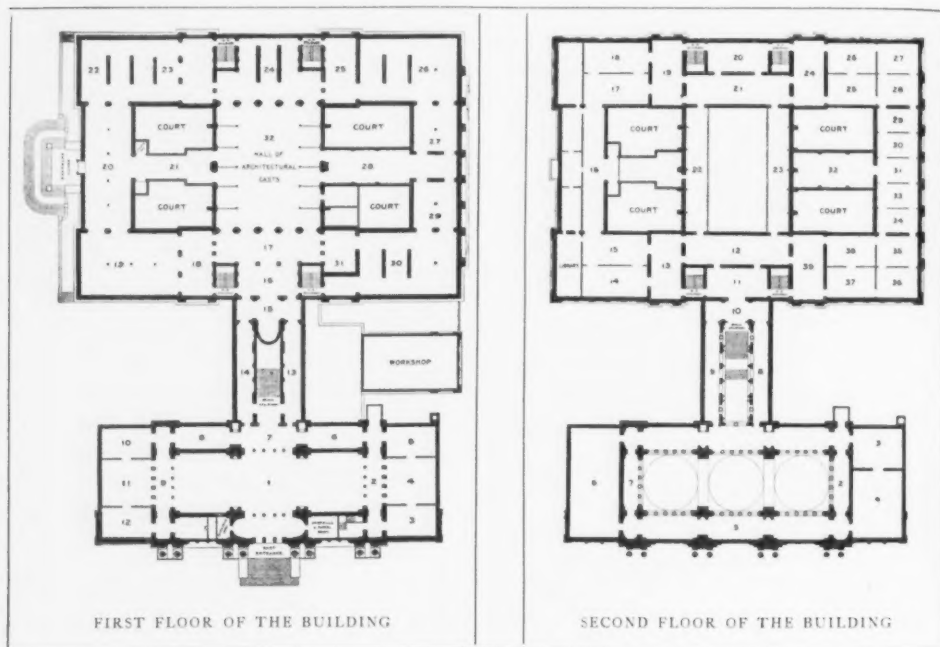 22 23 24 25 26
COURT COURT
32
HALL OF
ARCHITECTURAL
CASTS
20 21 28 27
COURT COURT
29
17
19 18 31 30
16
15
WORKSHOP
14 13
10 8 7 6 5
11 9 1 2 4
12 3
EAST
ENTRANCE
FIRST FLOOR OF THE BUILDING
18 19 20 24 26 27
17 21 25 28
COURT COURT
29
30
16 22 23 32 31
33
COURT COURT
34
15 12 38 35
LIBRARY 13 39
14 11 37 36
10
9 8
3
6 7 2
4
5
SECOND FLOOR OF THE BUILDING